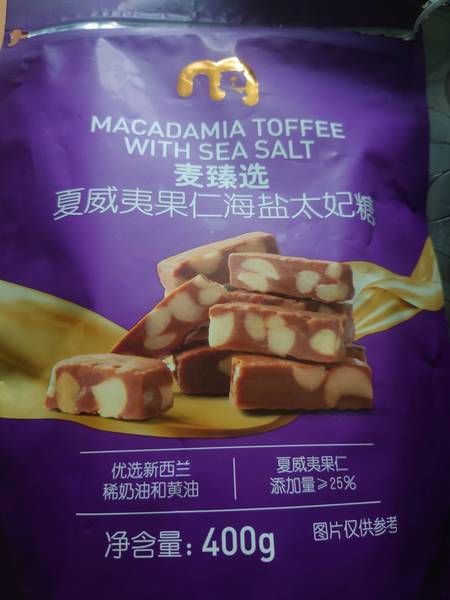 MACADAMIA TOFFEE
WITH SEA SALT
麦臻选
夏威夷果仁海盐太妃糖
优选新西兰
稀奶油和黄油
夏威夷果仁
添加量≥25%
净含量：400g
图片仅供参考